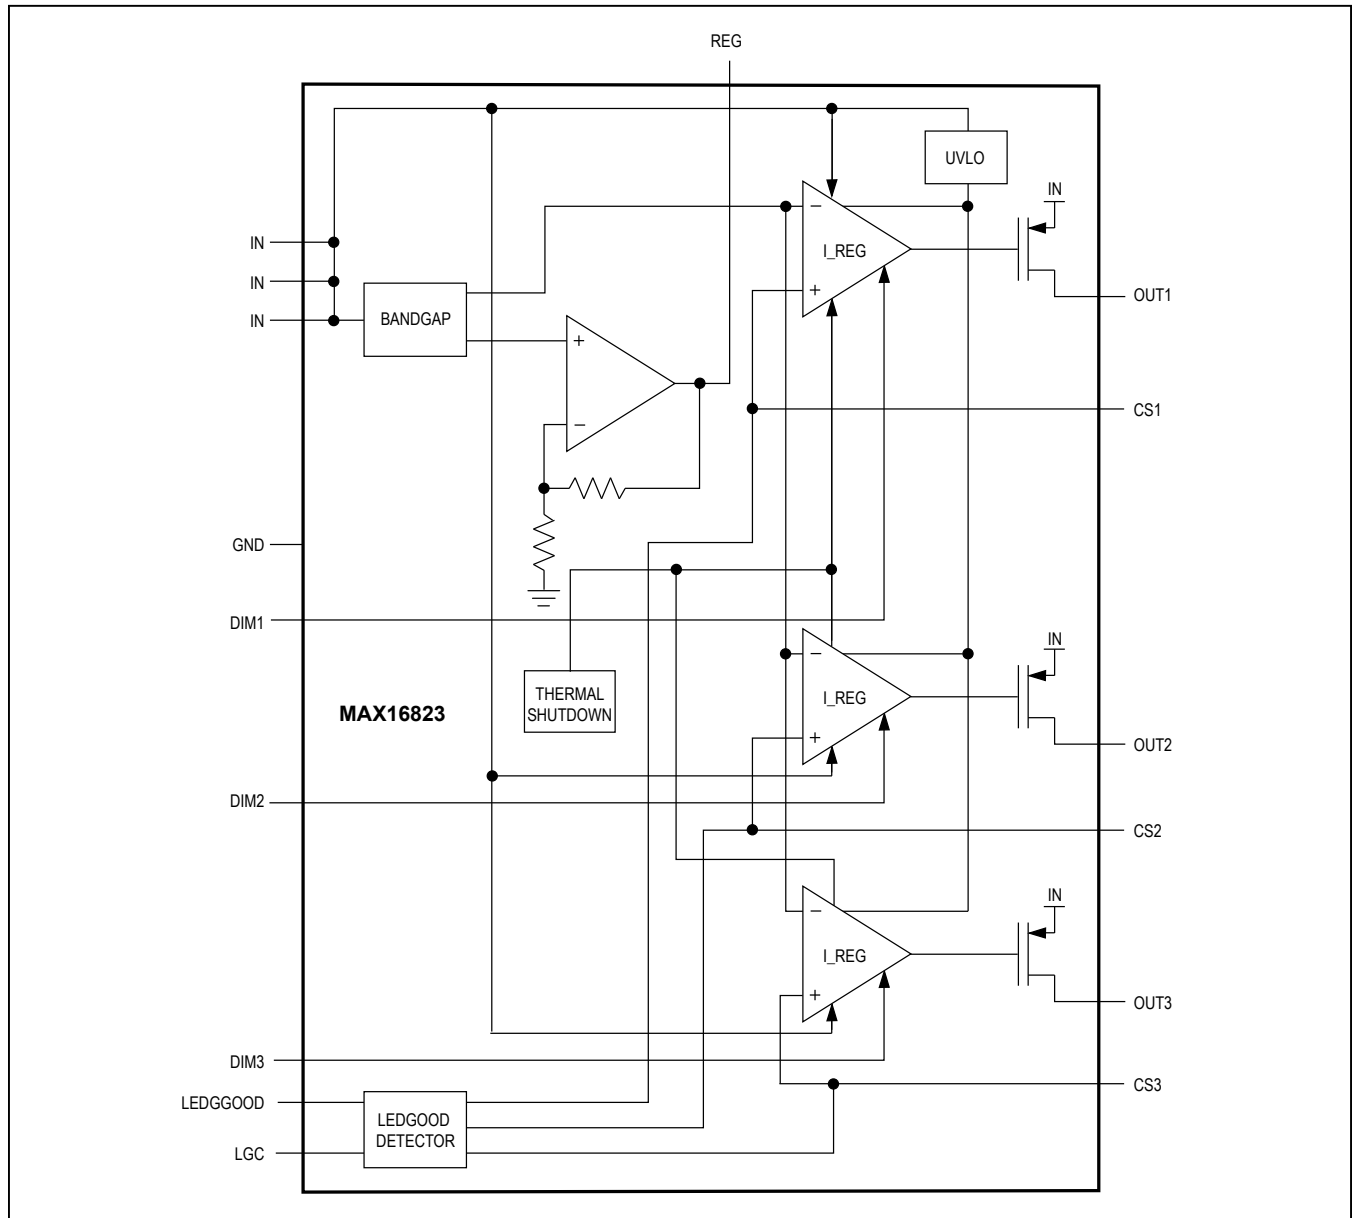 REG
UVLO
IN
IN
IN
IN
BANDGAP
−
I_REG
+
OUT1
+
−
CS1
GND
DIM1
THERMAL
SHUTDOWN
MAX16823
IN
−
I_REG
+
OUT2
DIM2
CS2
IN
−
I_REG
+
OUT3
DIM3
CS3
LEDGGOOD
LEDGOOD
DETECTOR
LGC